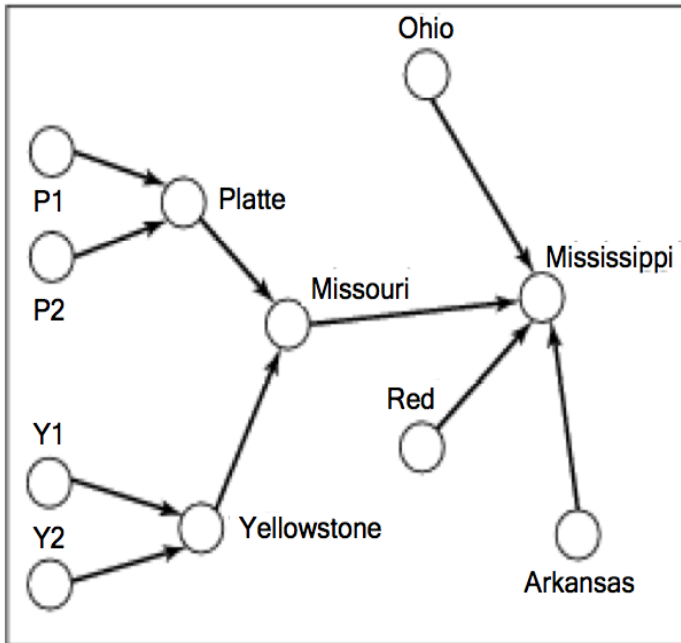 Ohio
P1
Platte
P2
Missouri
Mississippi
Red
Y1
Y2
Yellowstone
Arkansas